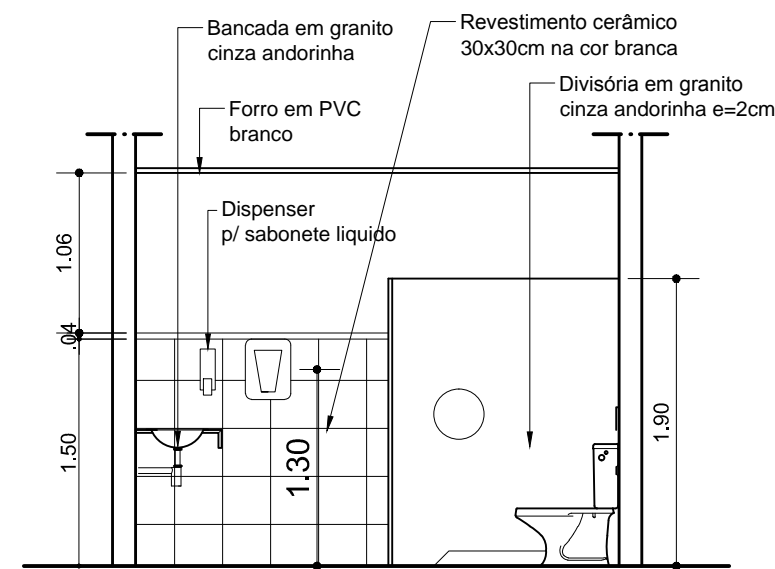 Bancada em granito
cinza andorinha
Revestimento cerâmico
30x30cm na cor branca
Divisória em granito
cinza andorinha e=2cm
Forro em PVC
branco
Dispenser
p/ sabonete liquido
1.06
.04
1.50
1.30
1.90